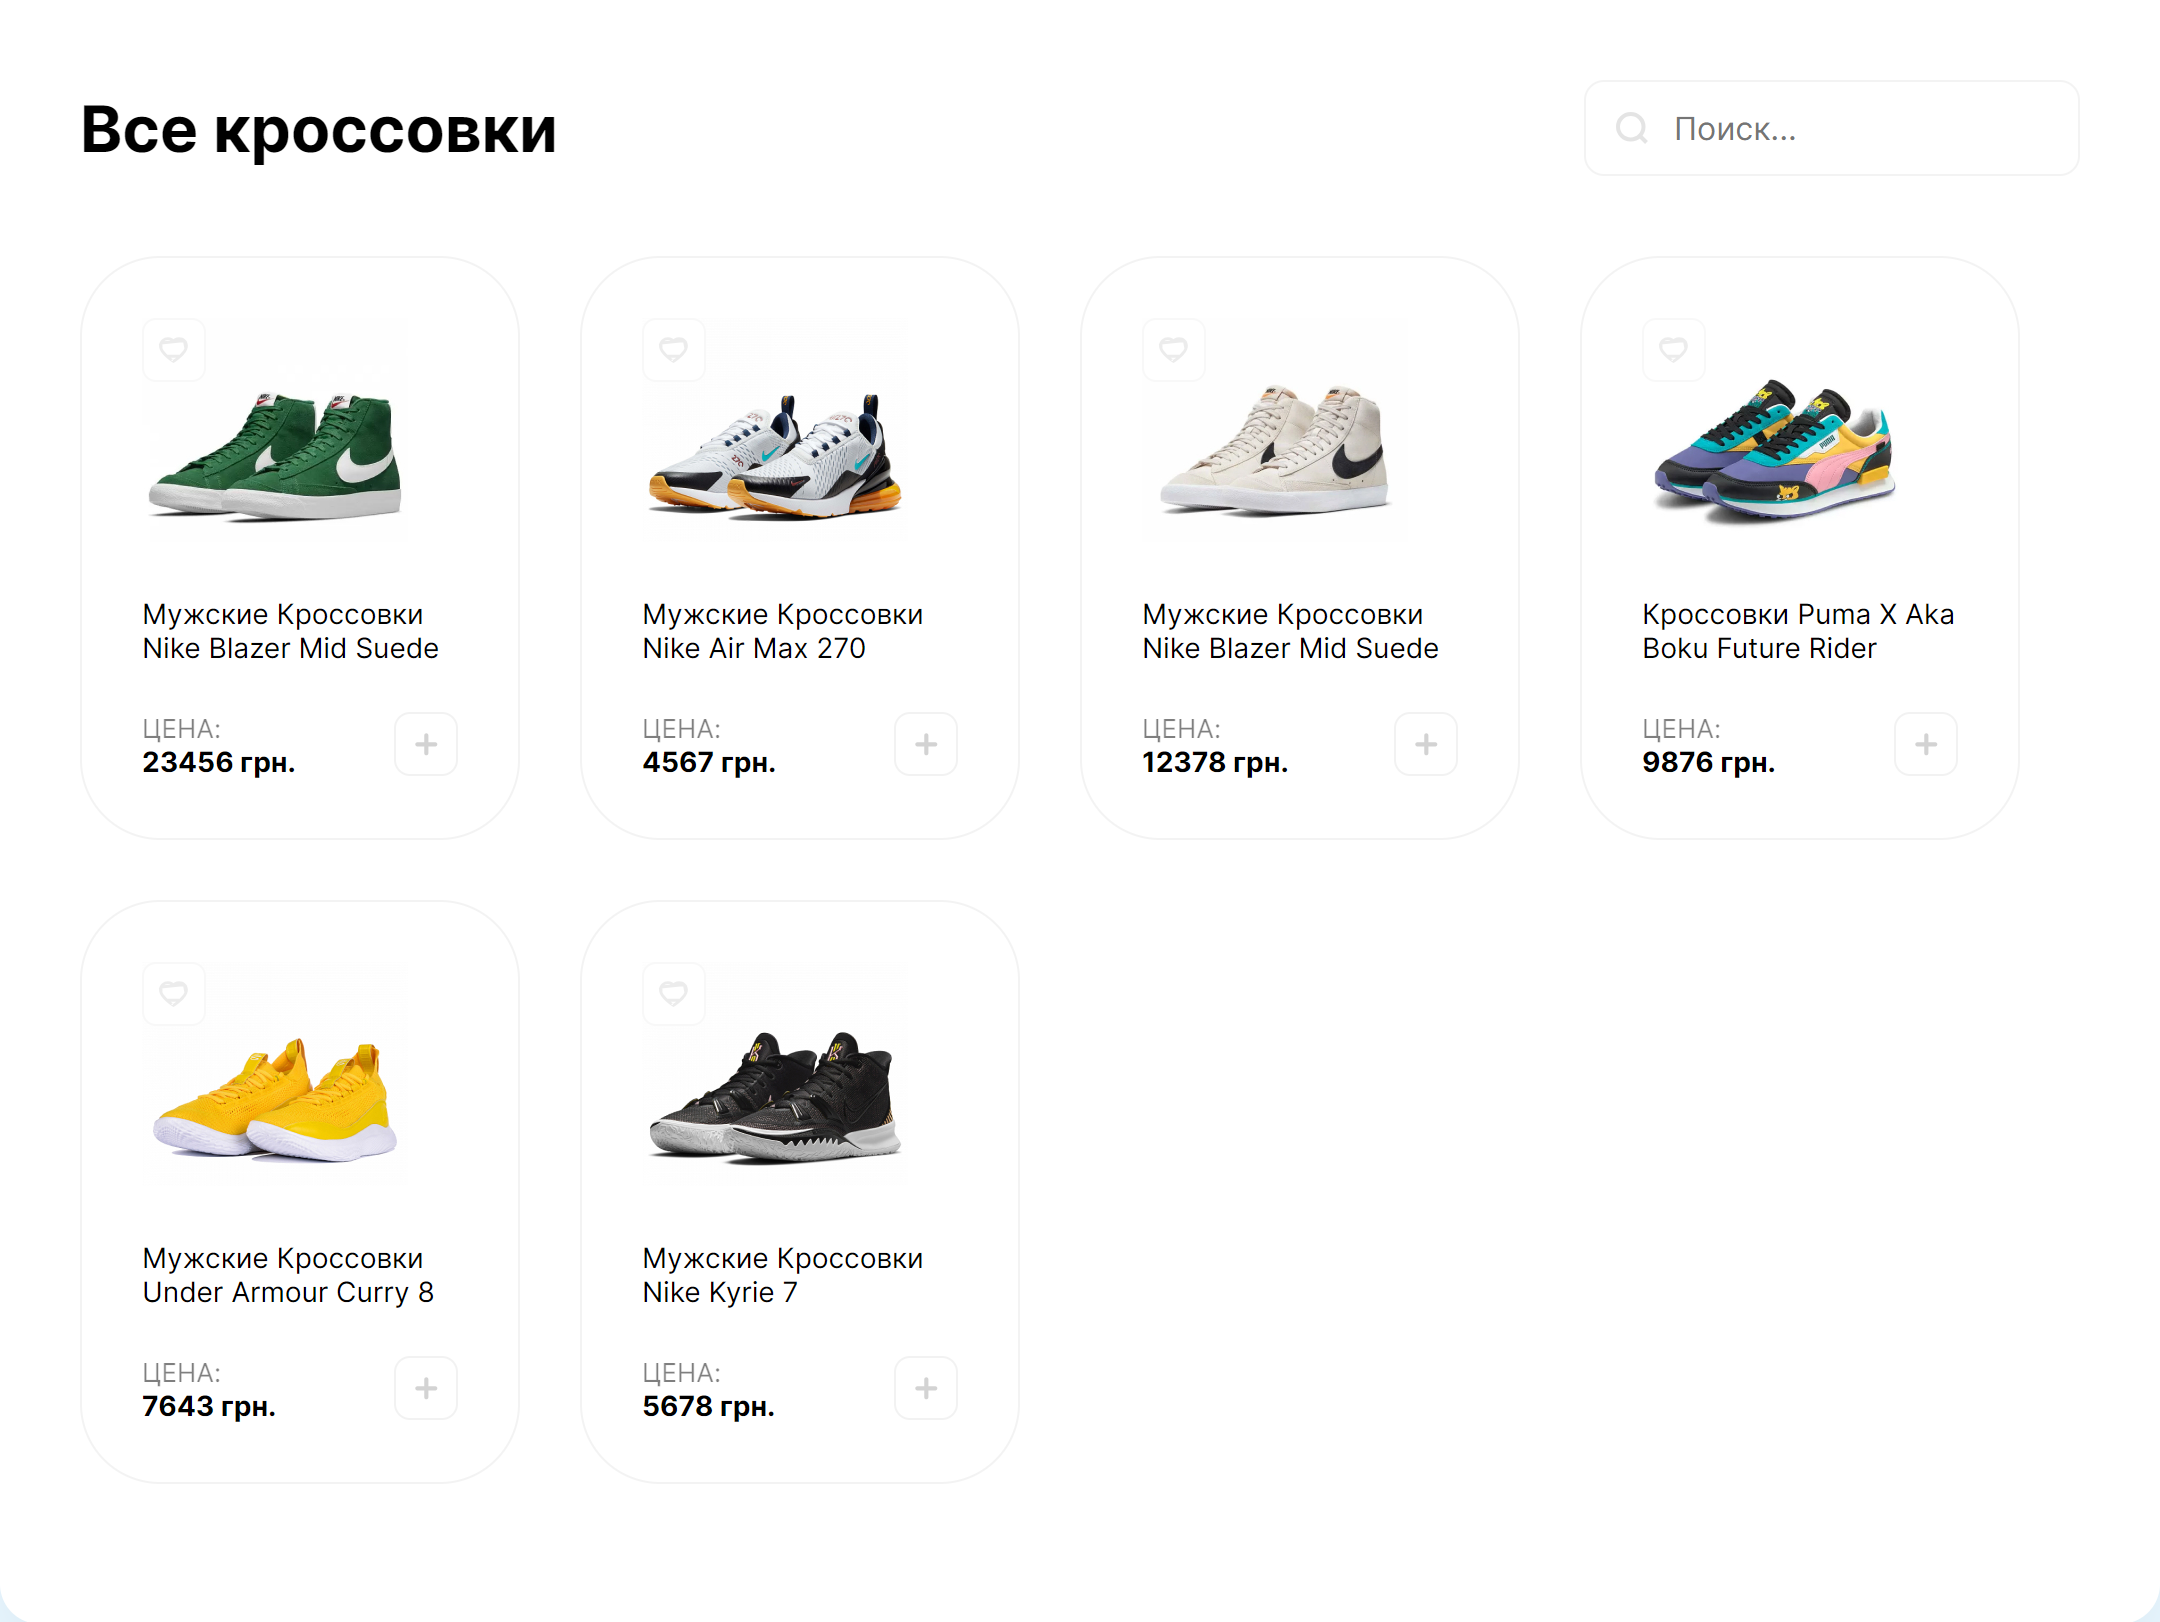 Все кроссовки
Поиск...
Мужские Кроссовки
Nike Blazer Mid Suede
ЦЕНА:
23456 грн.
Мужские Кроссовки
Nike Air Max 270
ЦЕНА:
4567 грн.
Мужские Кроссовки
Nike Blazer Mid Suede
ЦЕНА:
12378 грн.
Кроссовки Puma X Aka
Boku Future Rider
ЦЕНА:
9876 грн.
Мужские Кроссовки
Under Armour Curry 8
ЦЕНА:
7643 грн.
Мужские Кроссовки
Nike Kyrie 7
ЦЕНА:
5678 грн.